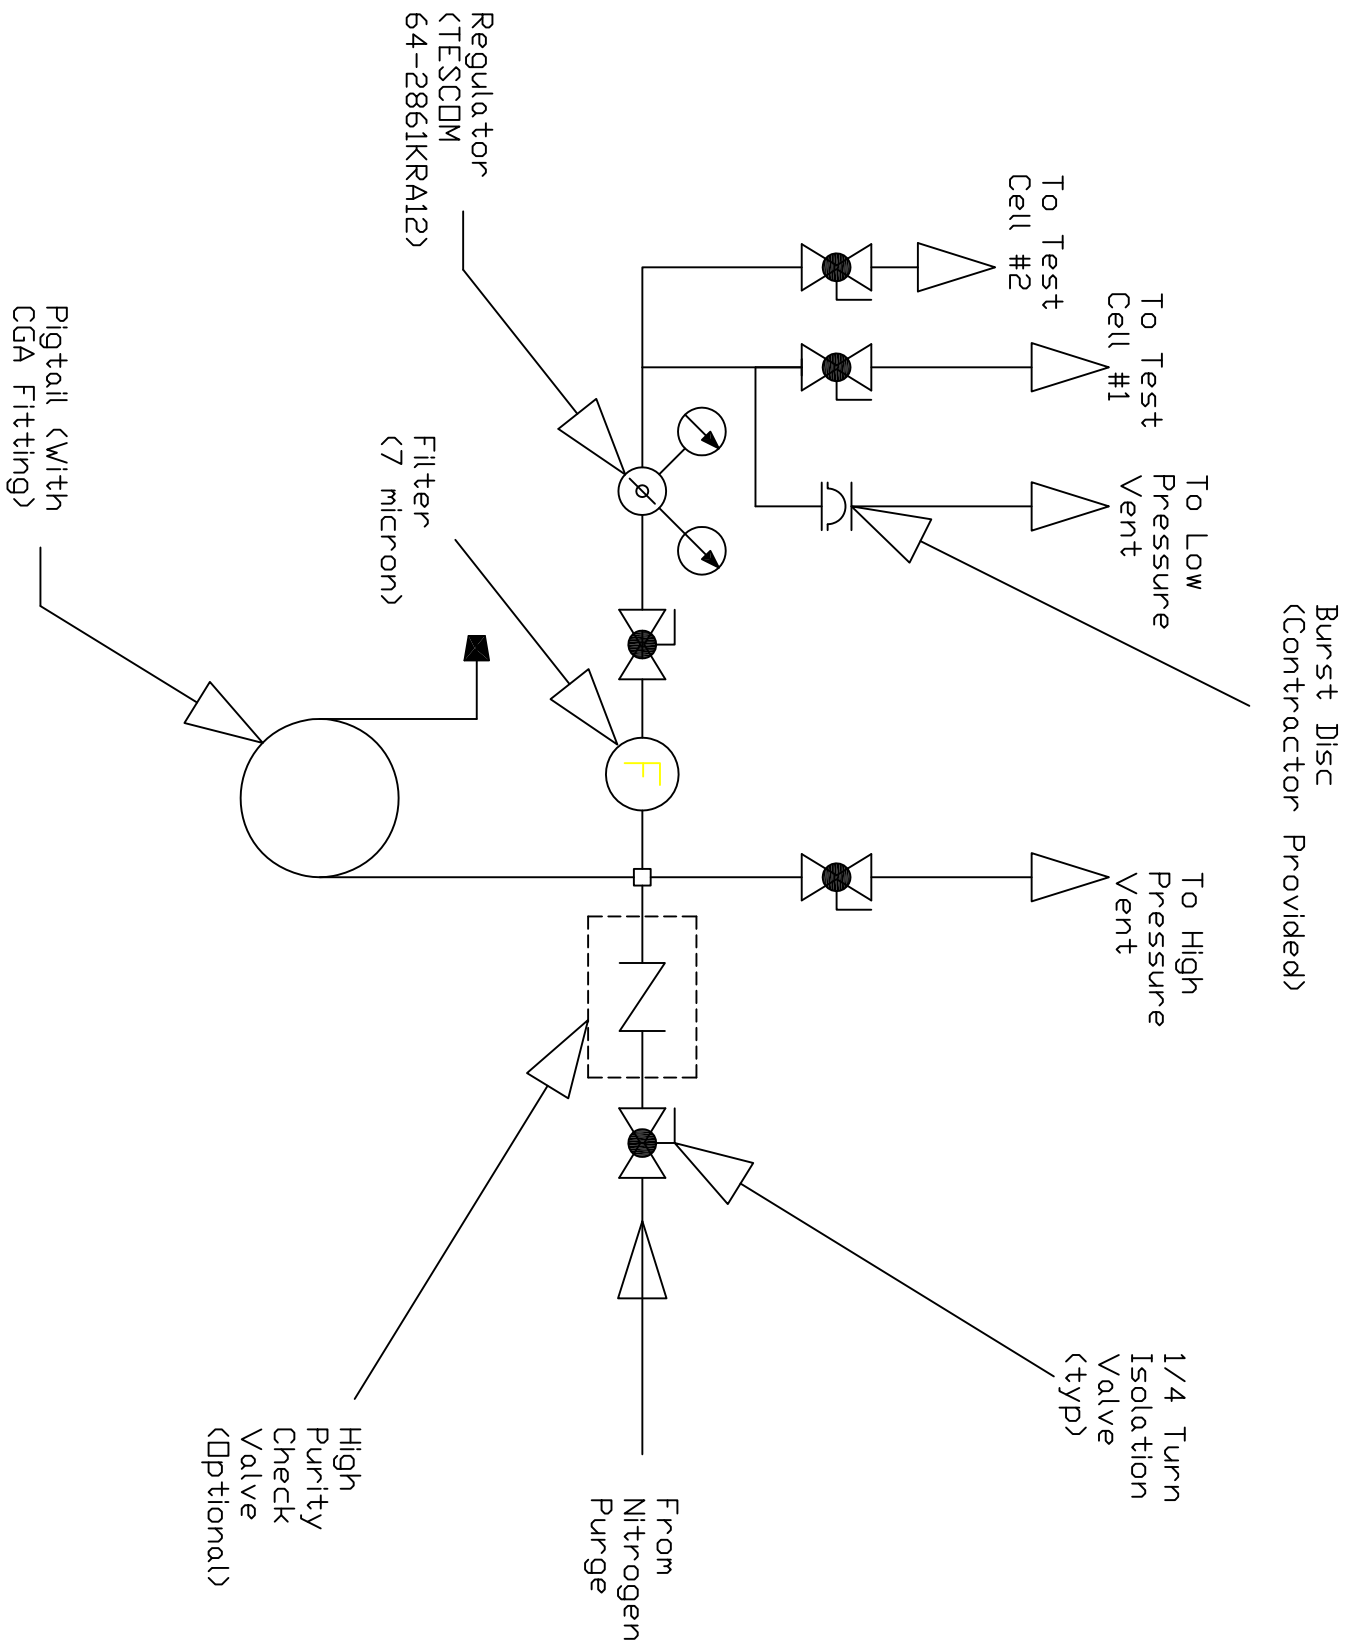 Regulator
(TESCOM
64-2861KRA12)
To Test
Cell #2
To Test
Cell #1
To Low
Pressure
Vent
Burst Disc
(Contractor Provided)
Pigtail (With
CGA Fitting)
Filter
(7 micron)
F
To High
Pressure
Vent
1/4 Turn
Isolation
Valve
(typ)
High
Purity
Check
Valve
(Optional)
From
Nitrogen
Purge